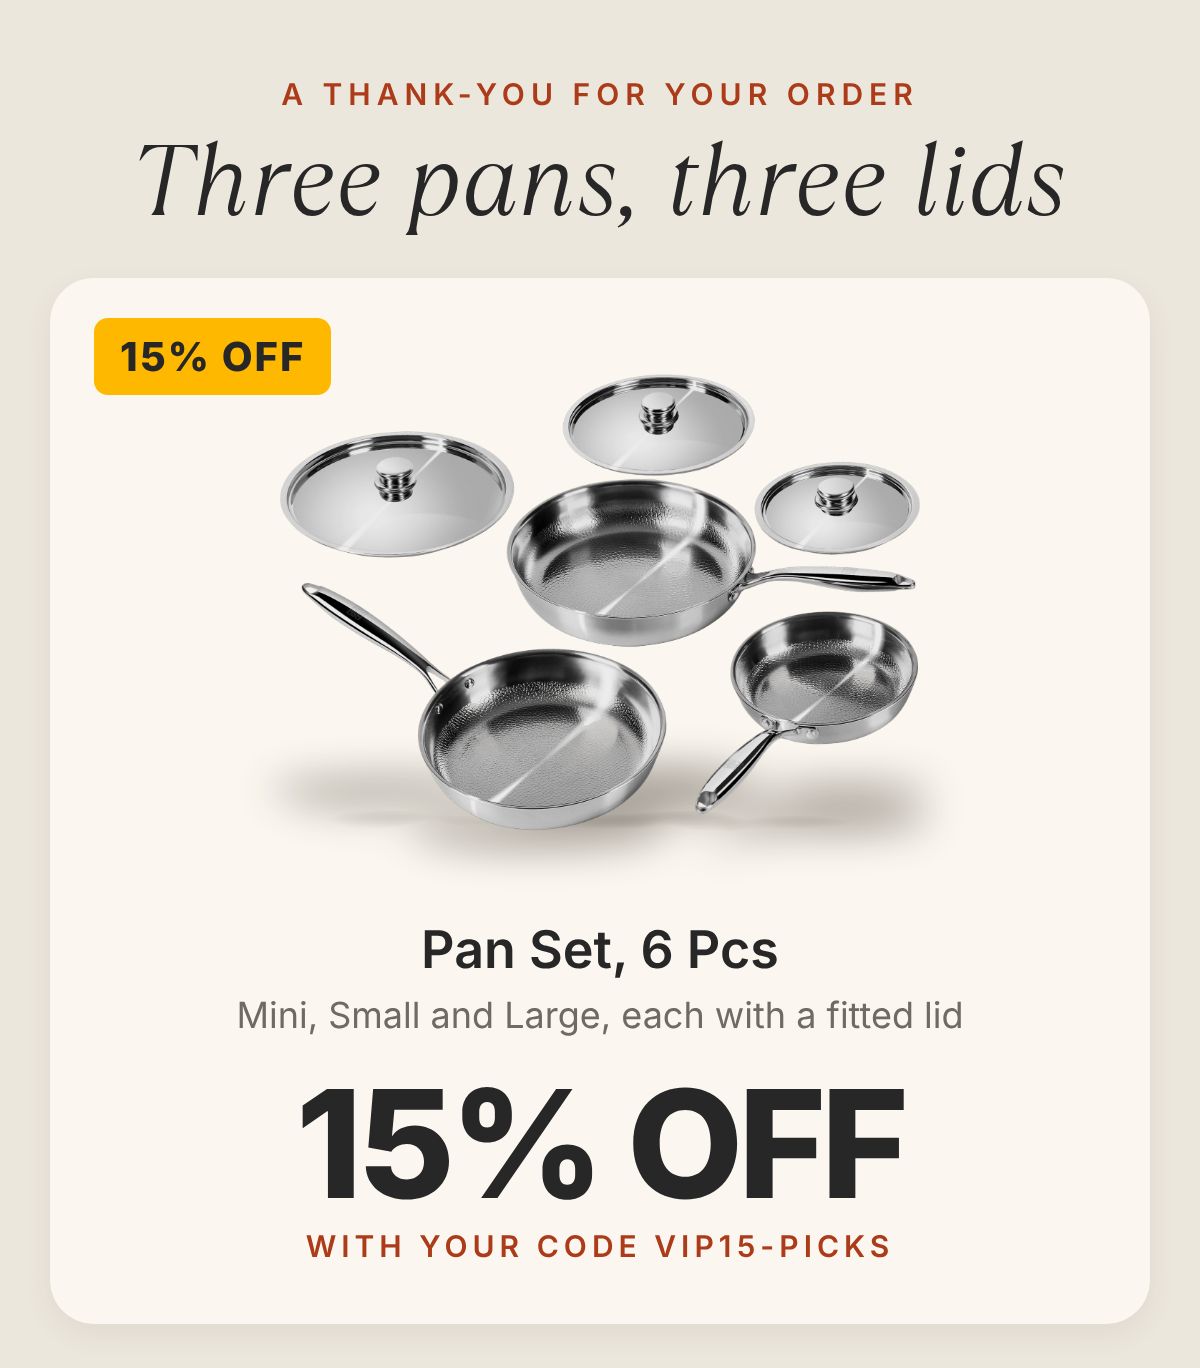 A THANK-YOU FOR YOUR ORDER
Three pans, three lids
15% OFF
Pan Set, 6 Pcs
Mini, Small and Large, each with a fitted lid
15% OFF
WITH YOUR CODE VIP15-PICKS